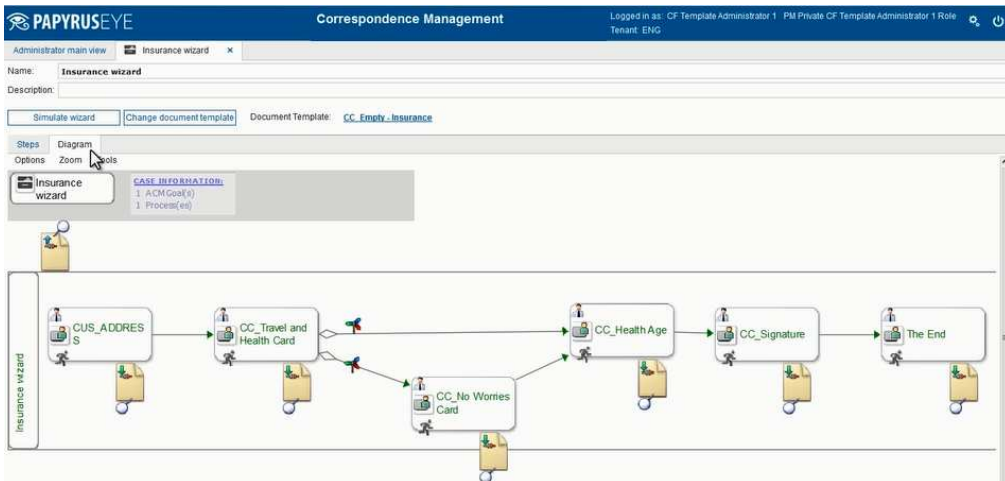 PAPYRUSEYE
Correspondence Management
Logged in as: CF Template Administrator 1 PM Private CF Template Administrator 1 Role
Tenant: ENG
Administrator main view
Insurance wizard ×
Name: Insurance wizard
Description:
Simulate wizard
Change document template
Document Template: CC_Empty - Insurance
Steps Diagram
Options Zoom Tools
Insurance
wizard
CASE INFORMATION:
1 ACM Goal(s)
1 Process(es)
Insurance wizard
CUS_ADDRES
S
CC_Travel and
Health Card
CC_No Worries
Card
CC_Health Age
CC_Signature
The End